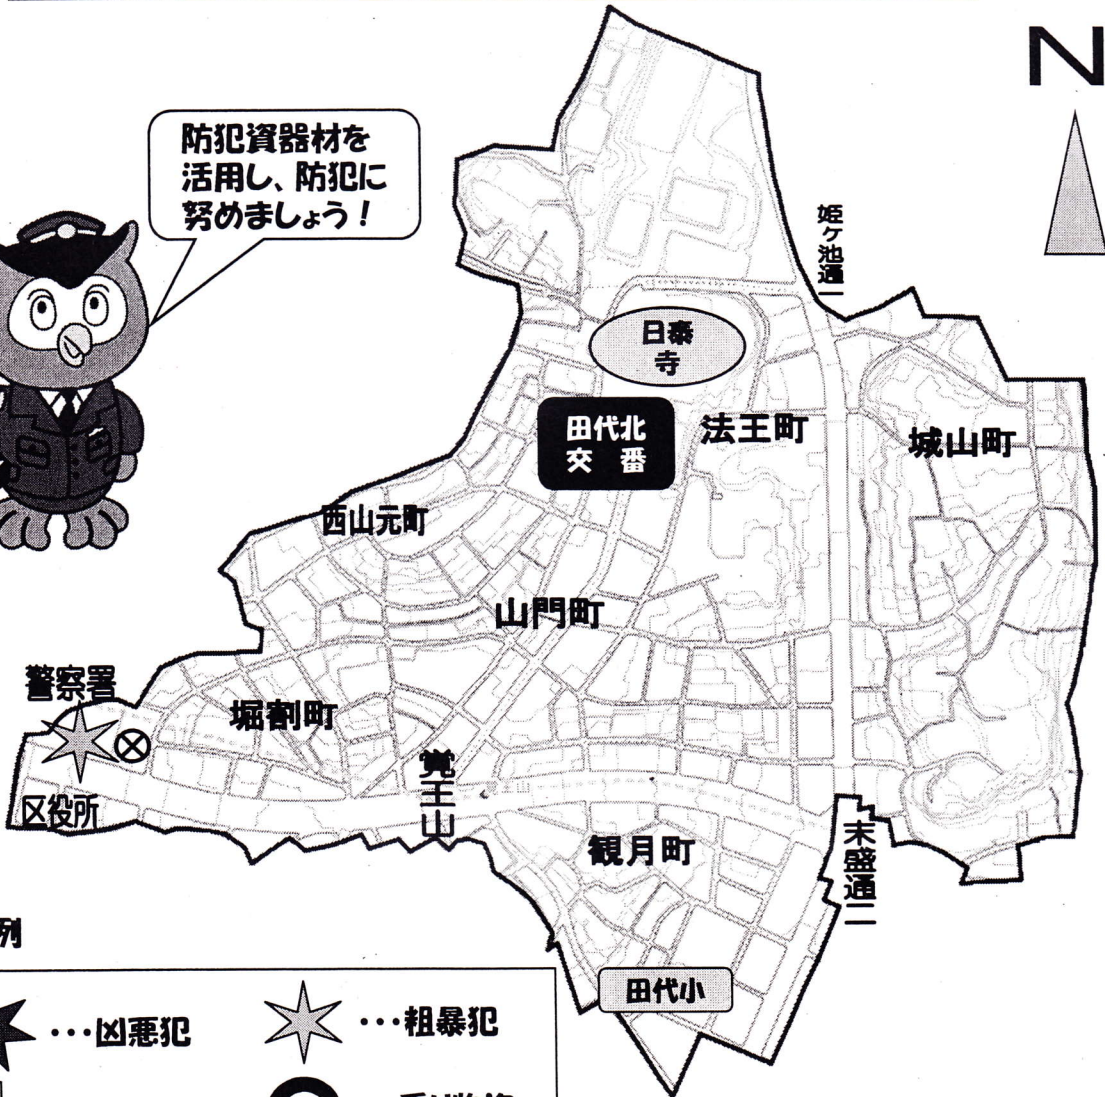 N
防犯資器材を
活用し、防犯に
努めましょう！
姫ヶ池通一
日泰
寺
田代北
交 番
法王町
城山町
西山元町
山門町
警察署
堀割町
覚王山
区役所
観月町
末盛通二
田代小
例
…凶悪犯
…粗暴犯